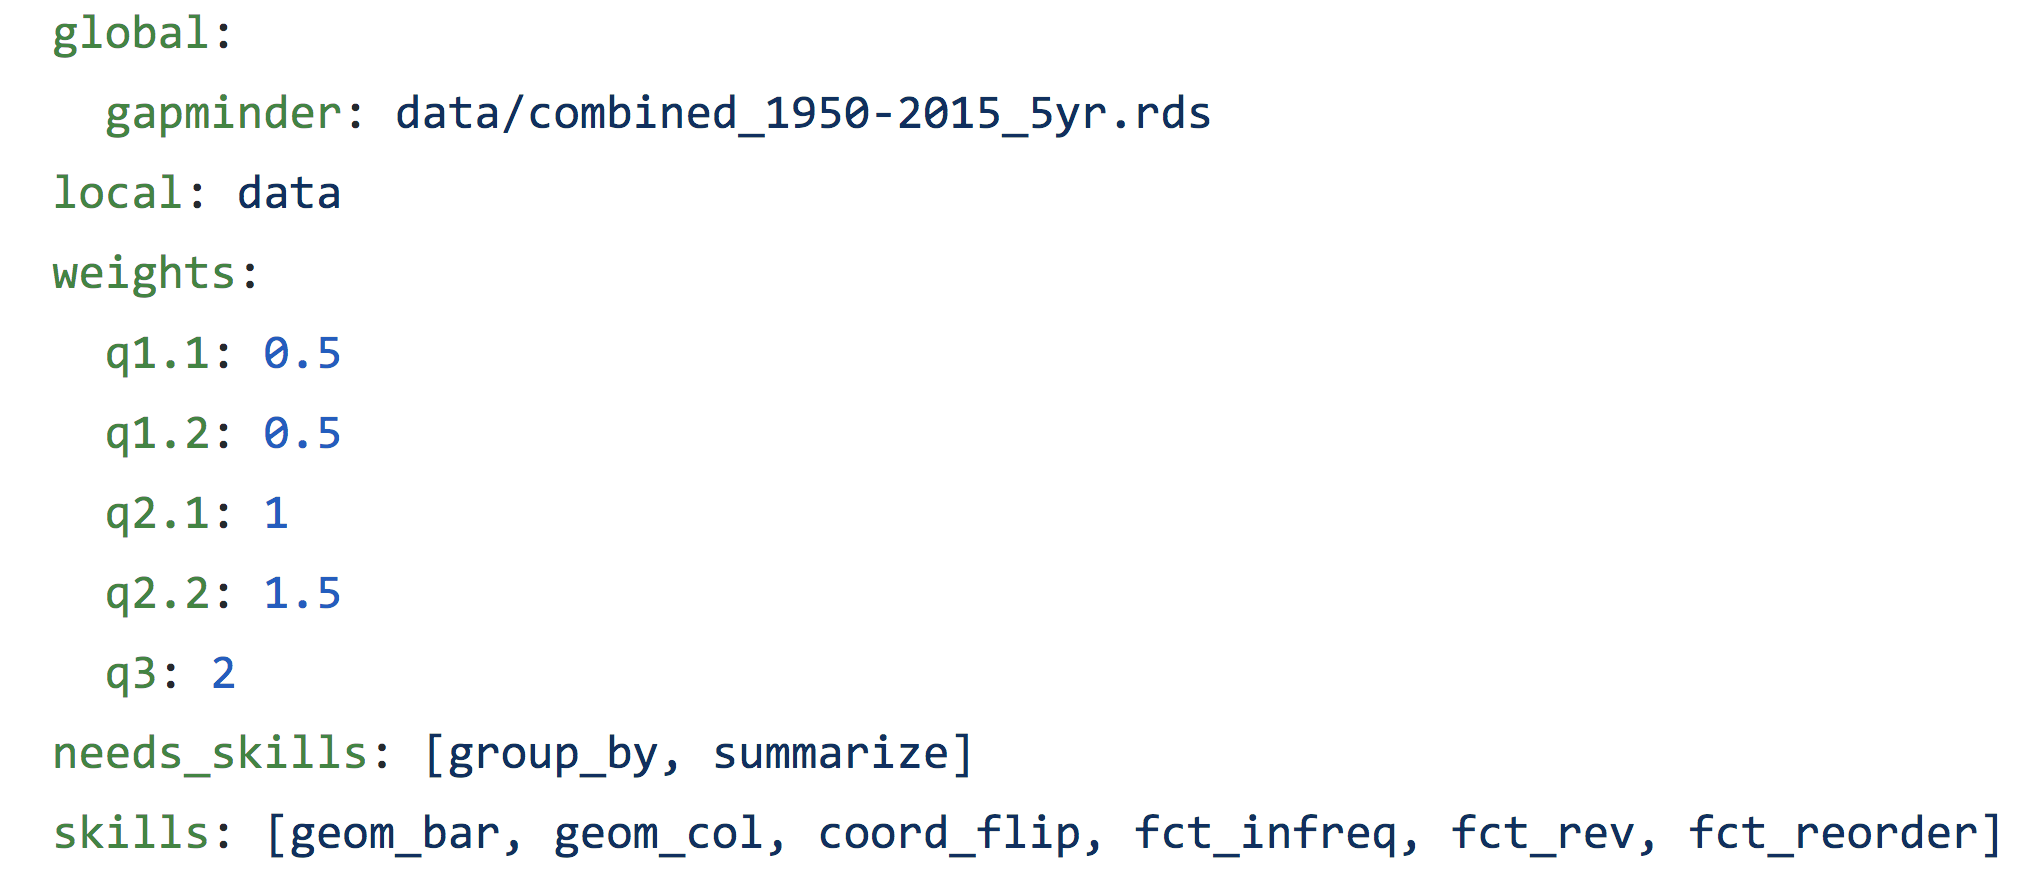 global:
  gapminder: data/combined_1950-2015_5yr.rds
local: data
weights:
  q1.1: 0.5
  q1.2: 0.5
  q2.1: 1
  q2.2: 1.5
  q3: 2
needs_skills: [group_by, summarize]
skills: [geom_bar, geom_col, coord_flip, fct_infreq, fct_rev, fct_reorder]